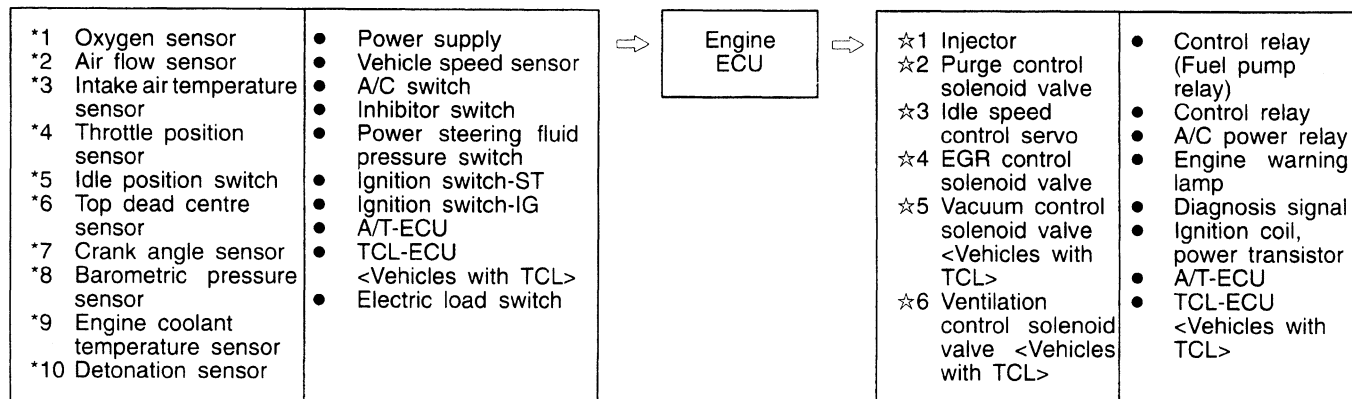 *1 Oxygen sensor
*2 Air flow sensor
*3 Intake air temperature
sensor
*4 Throttle position
sensor
*5 Idle position switch
*6 Top dead centre
sensor
*7 Crank angle sensor
*8 Barometric pressure
sensor
*9 Engine coolant
temperature sensor
*10 Detonation sensor
● Power supply
● Vehicle speed sensor
● A/C switch
● Inhibitor switch
● Power steering fluid
pressure switch
● Ignition switch-ST
● Ignition switch-IG
● A/T-ECU
● TCL-ECU
<Vehicles with TCL>
● Electric load switch
⇨
Engine
ECU
⇨
☆1 Injector
☆2 Purge control
solenoid valve
☆3 Idle speed
control servo
☆4 EGR control
solenoid valve
☆5 Vacuum control
solenoid valve
<Vehicles with
TCL>
☆6 Ventilation
control solenoid
valve <Vehicles
with TCL>
● Control relay
(Fuel pump
relay)
● Control relay
● A/C power relay
● Engine warning
lamp
● Diagnosis signal
● Ignition coil,
power transistor
● A/T-ECU
● TCL-ECU
<Vehicles with
TCL>